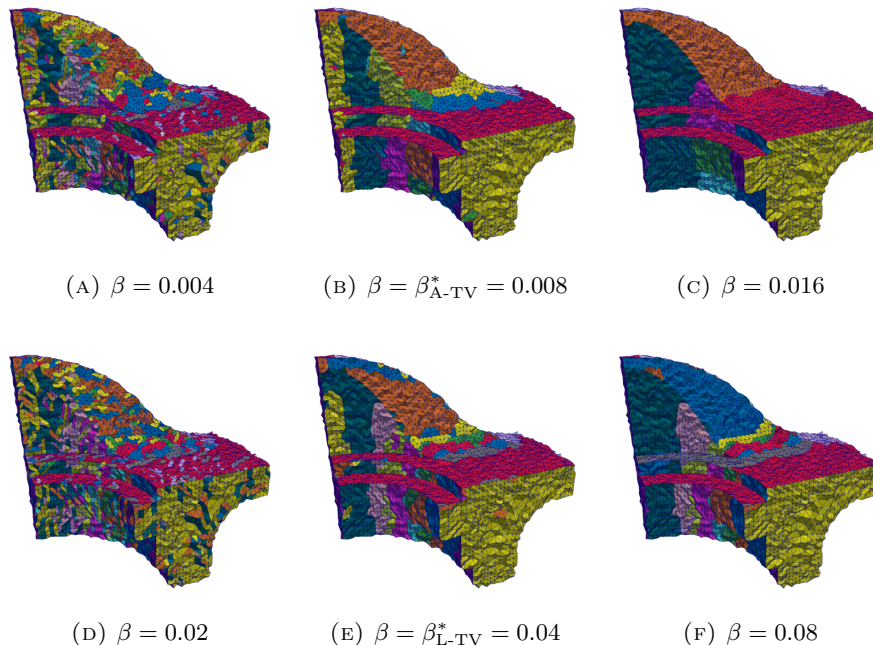 (A) β = 0.004
(B) β = β*A-TV = 0.008
(C) β = 0.016
(D) β = 0.02
(E) β = β*L-TV = 0.04
(F) β = 0.08